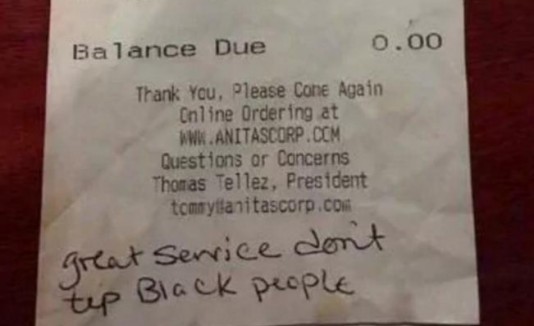 Balance Due 0.00
Thank You, Please Come Again
Online Ordering at
WWW.ANITASCORP.COM
Questions or Concerns
Thomas Tellez, President
tommy@anitascorp.com
great service don't
tip Black people